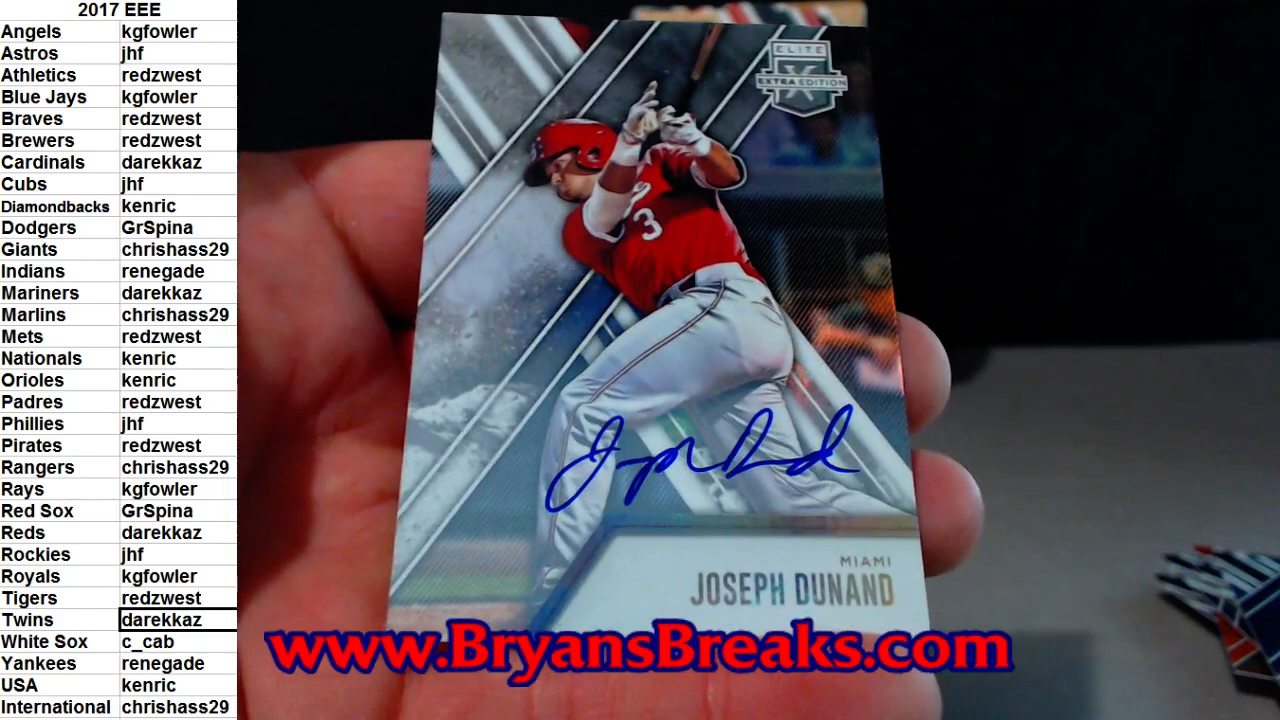 2017 EEE
Angels kgfowler
Astros jhf
Athletics redzwest
Blue Jays kgfowler
Braves redzwest
Brewers redzwest
Cardinals darekkaz
Cubs jhf
Diamondbacks kenric
Dodgers GrSpina
Giants chrishass29
Indians renegade
Mariners darekkaz
Marlins chrishass29
Mets redzwest
Nationals kenric
Orioles kenric
Padres redzwest
Phillies jhf
Pirates redzwest
Rangers chrishass29
Rays kgfowler
Red Sox GrSpina
Reds darekkaz
Rockies jhf
Royals kgfowler
Tigers redzwest
Twins darekkaz
White Sox c_cab
Yankees renegade
USA kenric
International chrishass29
ELITE
EXTRA EDITION
X
3
MIAMI
JOSEPH DUNAND
www.BryansBreaks.com